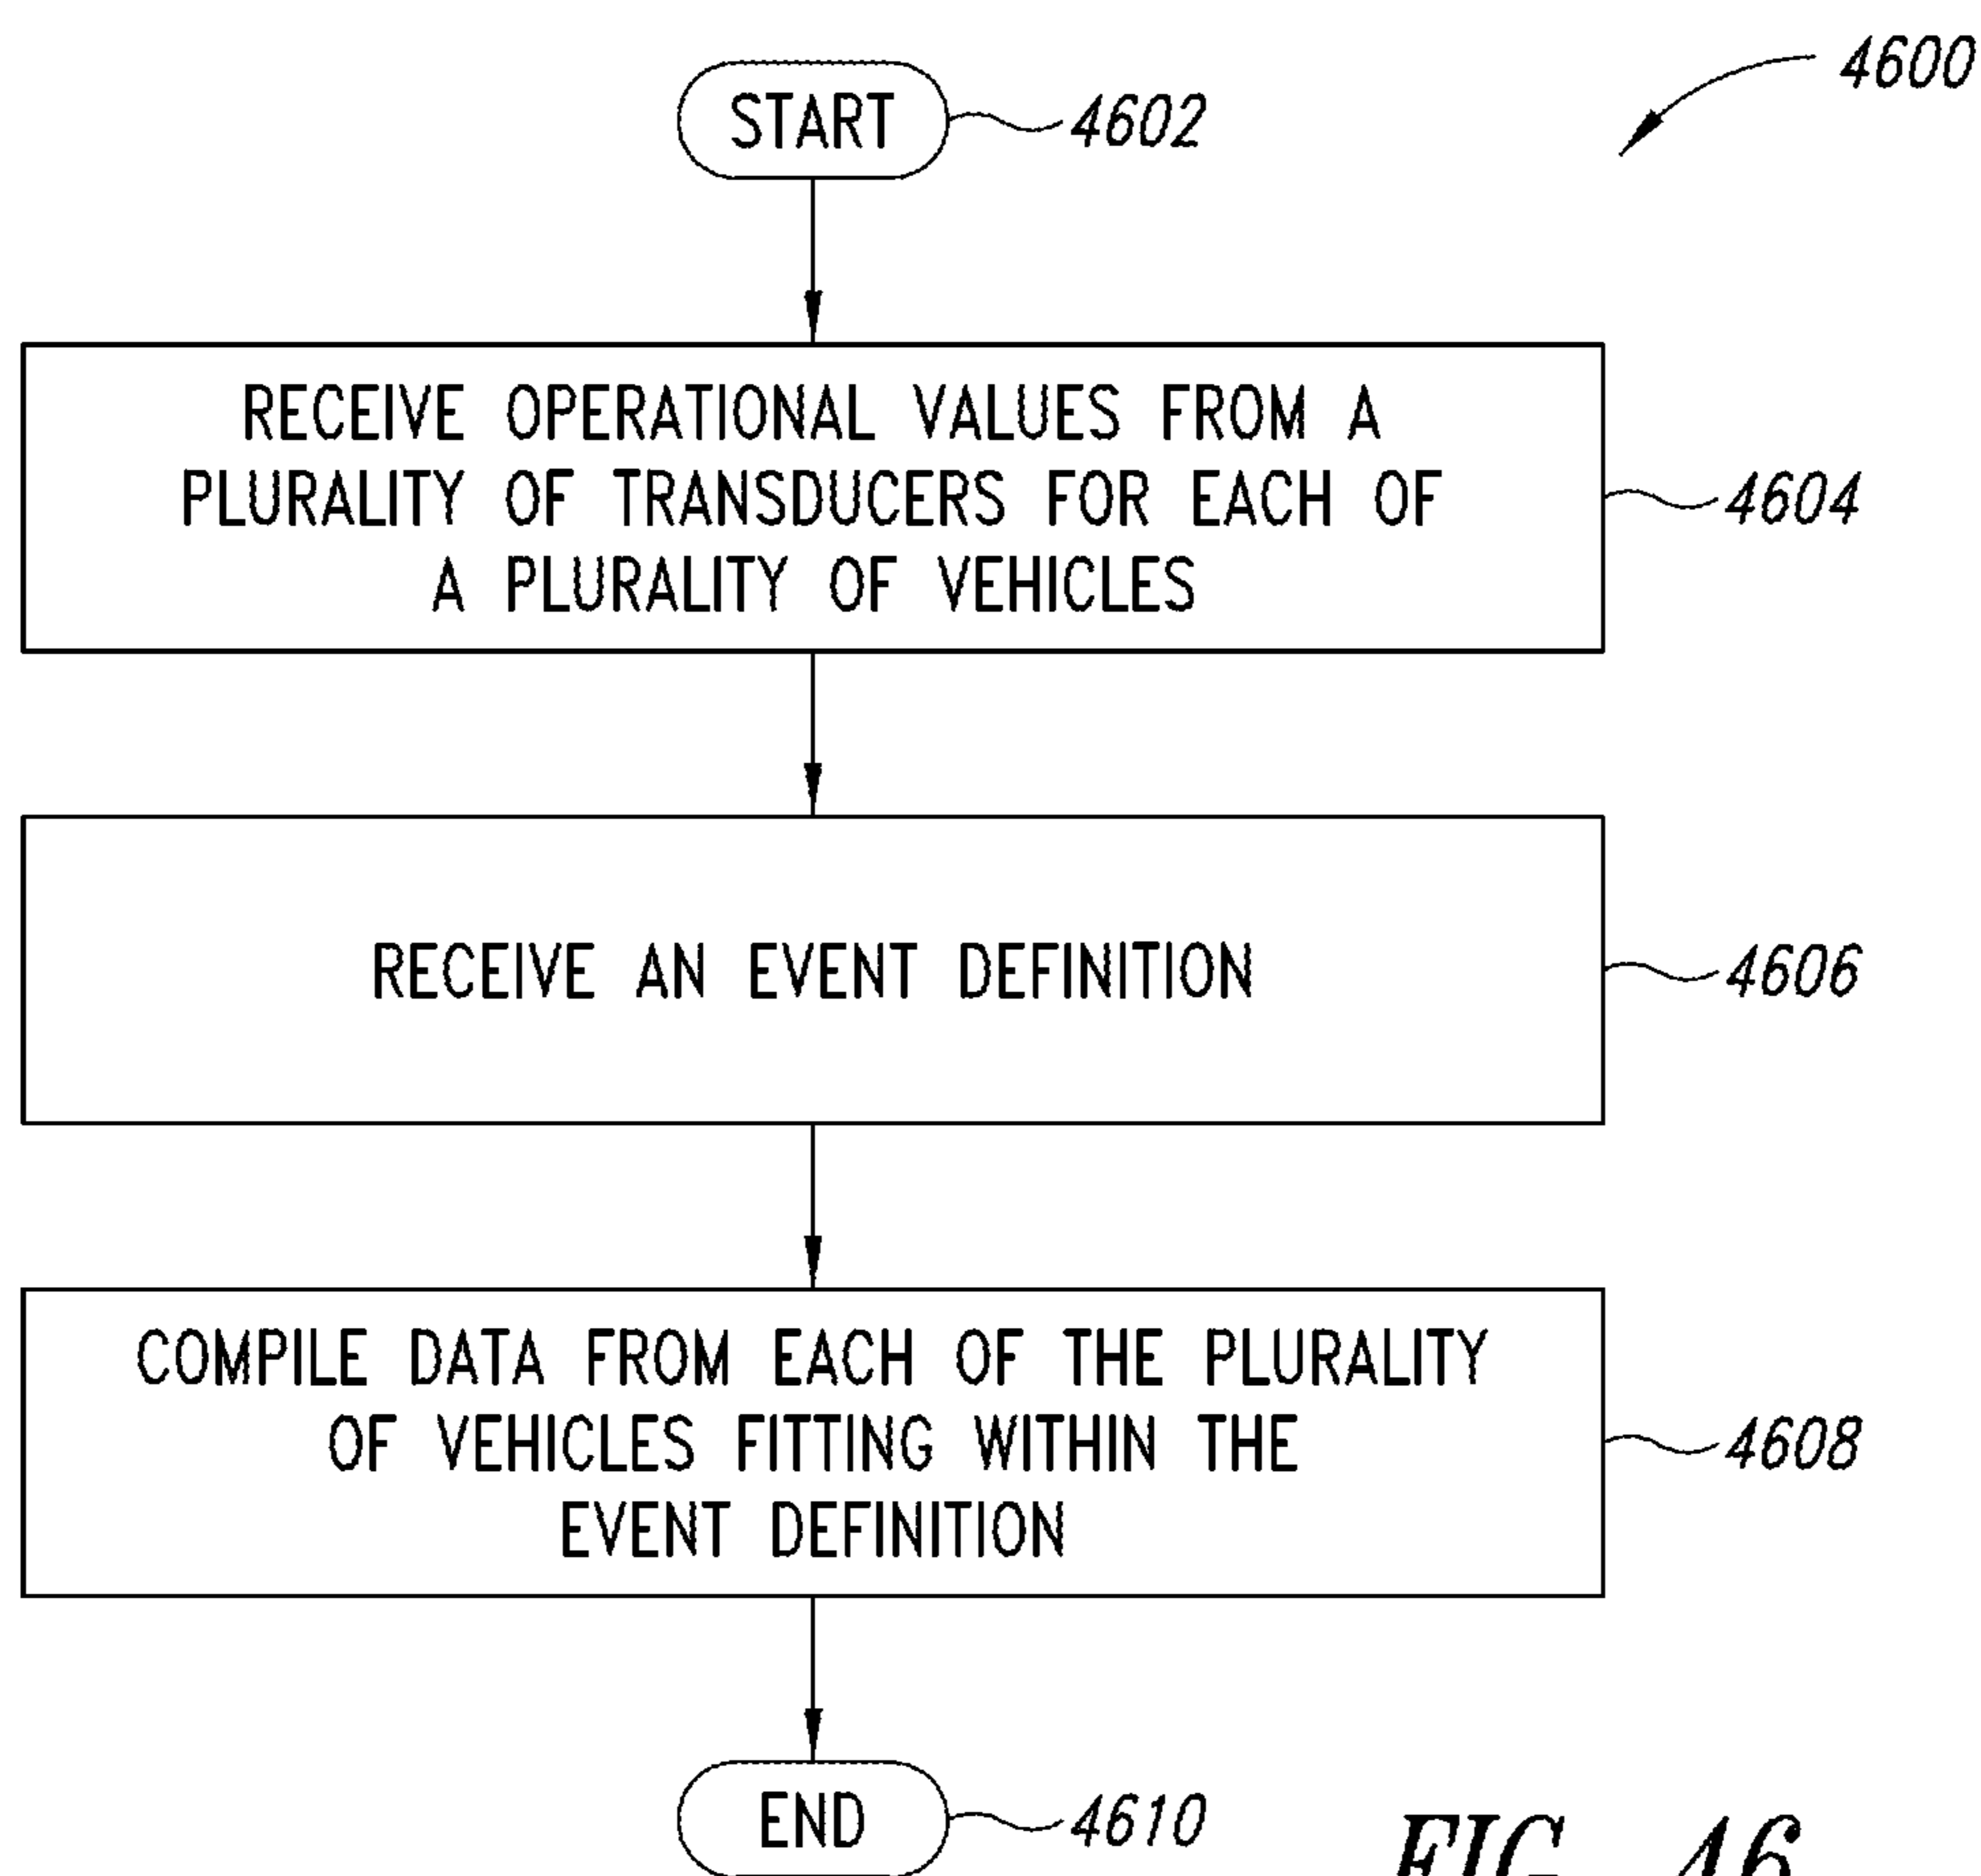 4600
START
4602
RECEIVE OPERATIONAL VALUES FROM A
PLURALITY OF TRANSDUCERS FOR EACH OF
A PLURALITY OF VEHICLES
4604
RECEIVE AN EVENT DEFINITION
4606
COMPILE DATA FROM EACH OF THE PLURALITY
OF VEHICLES FITTING WITHIN THE
EVENT DEFINITION
4608
END
4610
FIG. 46